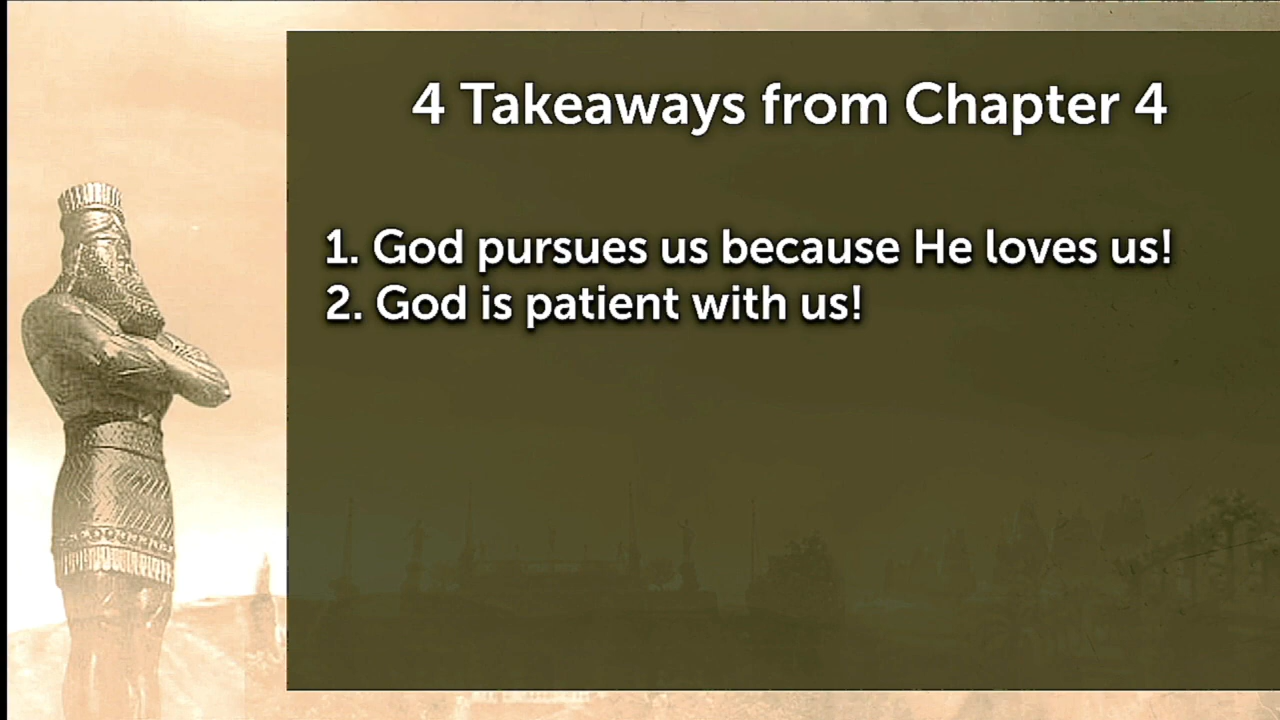 4 Takeaways from Chapter 4
1. God pursues us because He loves us!
2. God is patient with us!